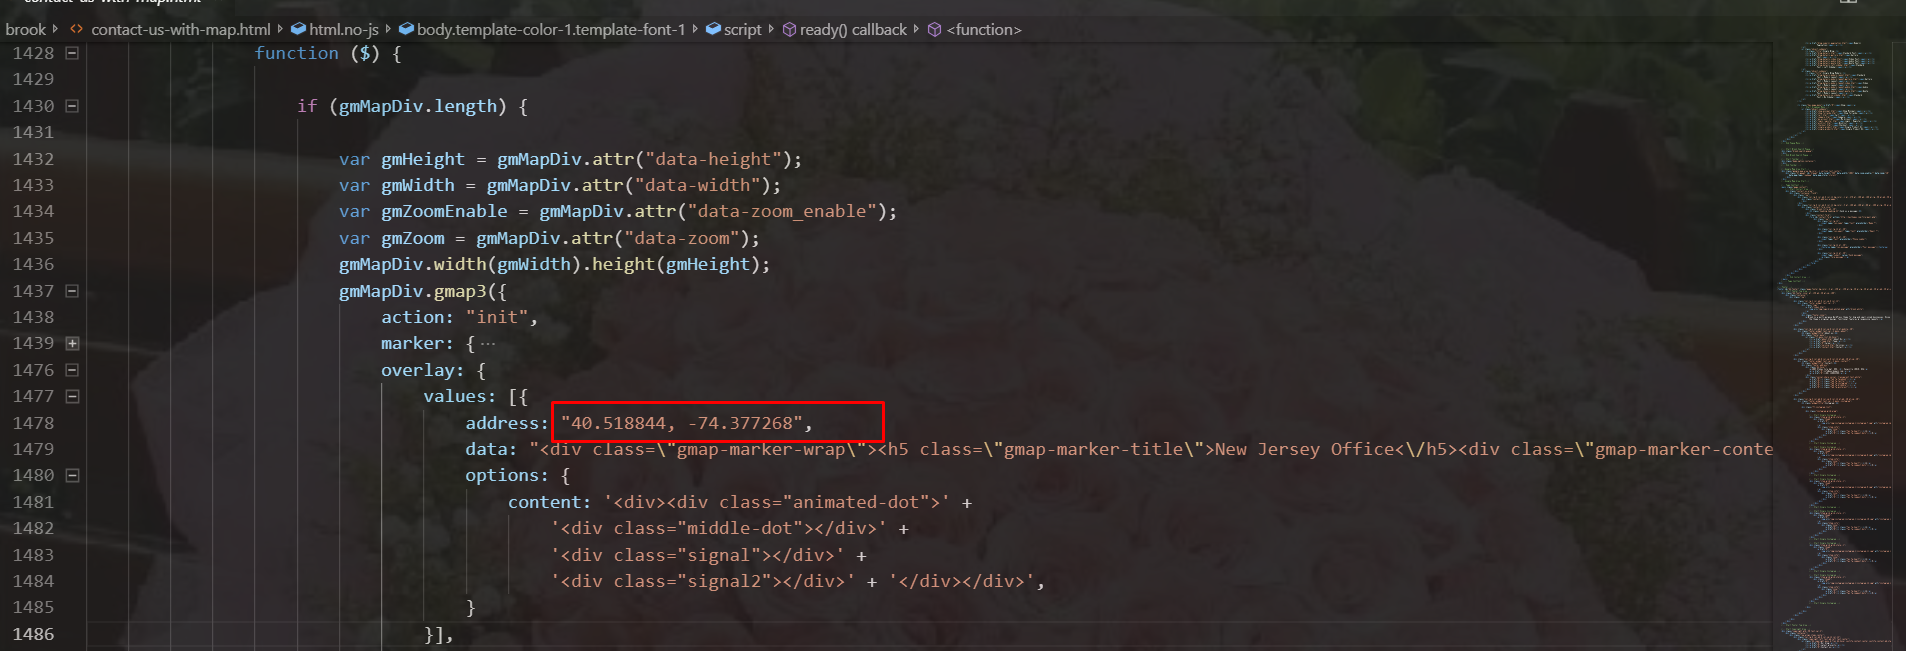 contact-us-with-map.html
brook contact-us-with-map.html html.no-js body.template-color-1.template-font-1 script ready() callback <function>
1428 function ($) {
1429
1430 if (gmMapDiv.length) {
1431
1432 var gmHeight = gmMapDiv.attr("data-height");
1433 var gmWidth = gmMapDiv.attr("data-width");
1434 var gmZoomEnable = gmMapDiv.attr("data-zoom_enable");
1435 var gmZoom = gmMapDiv.attr("data-zoom");
1436 gmMapDiv.width(gmWidth).height(gmHeight);
1437 gmMapDiv.gmap3({
1438 action: "init",
1439 marker: { ···
1476 overlay: {
1477 values: [{
1478 address: "40.518844, -74.377268",
1479 data: "<div class=\"gmap-marker-wrap\"><h5 class=\"gmap-marker-title\">New Jersey Office<\/h5><div class=\"gmap-marker-conte
1480 options: {
1481 content: '<div><div class="animated-dot">' +
1482 '<div class="middle-dot"></div>' +
1483 '<div class="signal"></div>' +
1484 '<div class="signal2"></div>' + '</div></div>',
1485 }
1486 }],